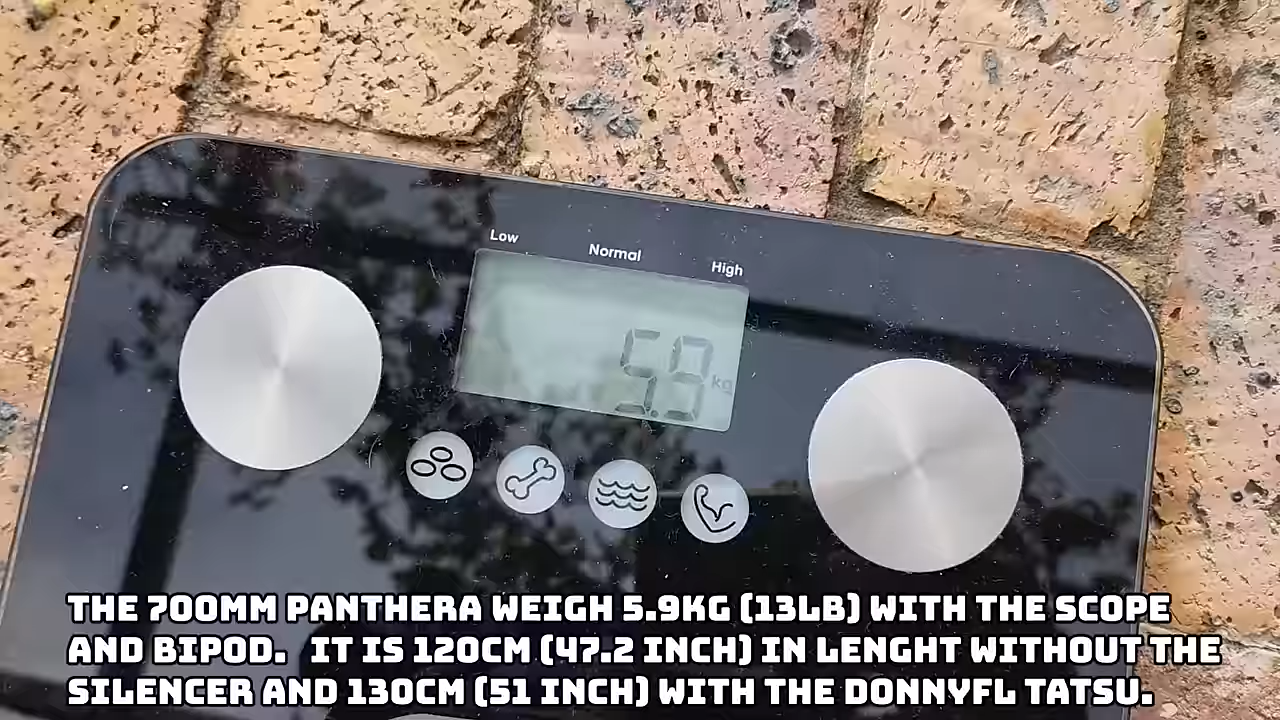 Low
Normal
High
5.9 kg
THE 700MM PANTHERA WEIGH 5.9KG (13LB) WITH THE SCOPE
AND BIPOD. IT IS 120CM (47.2 INCH) IN LENGHT WITHOUT THE
SILENCER AND 130CM (51 INCH) WITH THE DONNYFL TATSU.